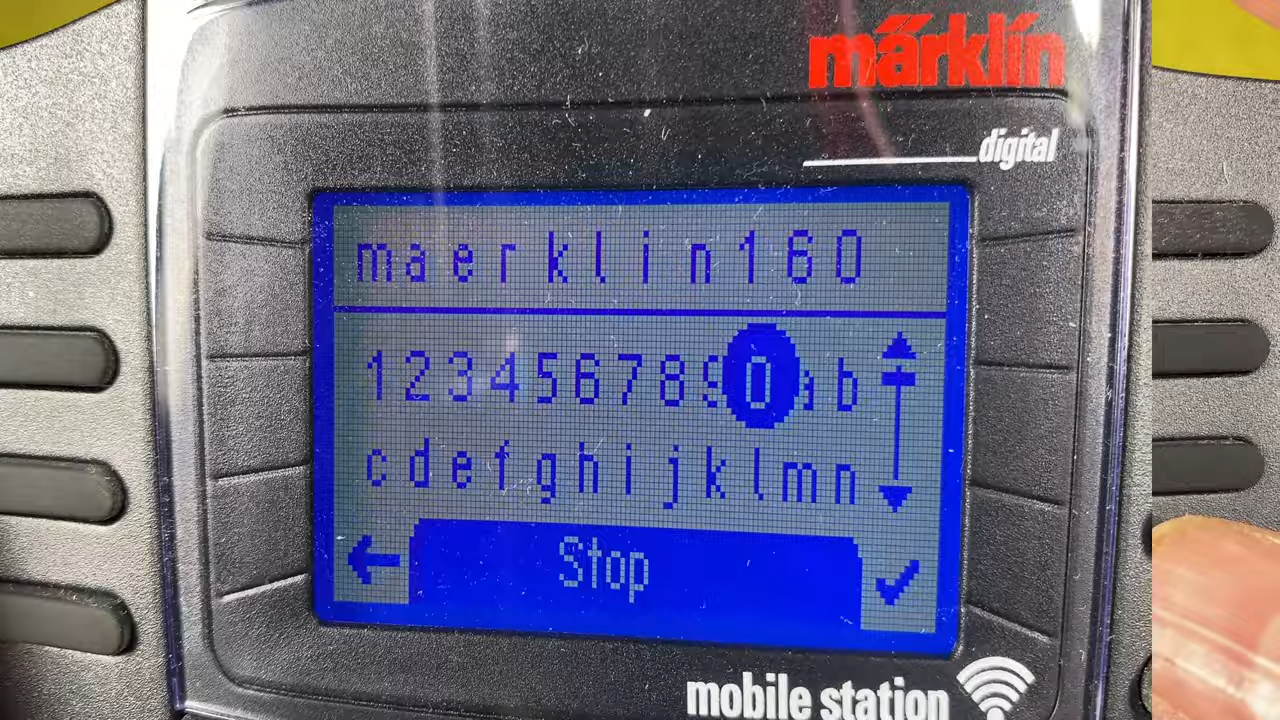 märklin
digital
maerklin160
1234567890ab
cdefghijklmn
Stop
mobile station